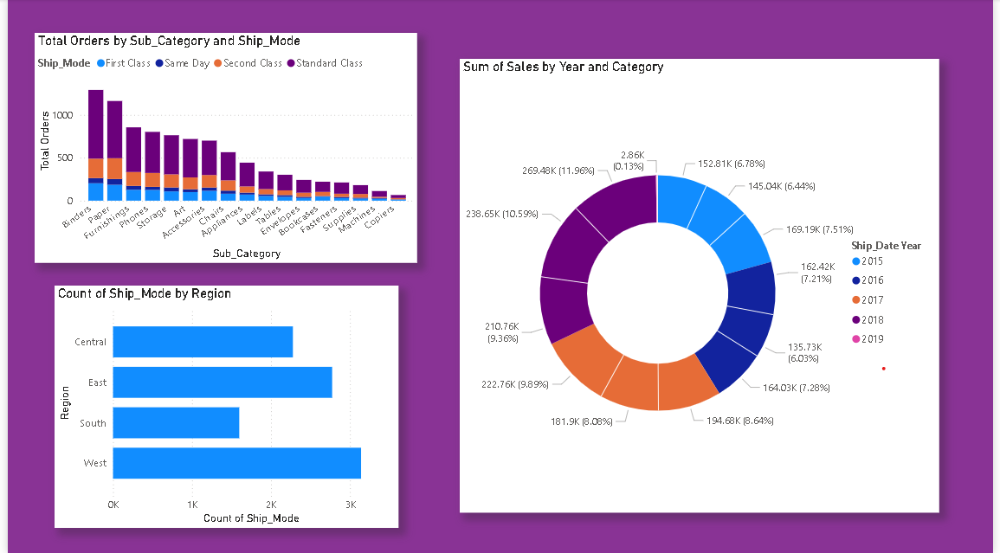 Total Orders by Sub_Category and Ship_Mode
Ship_Mode First Class Same Day Second Class Standard Class
Total Orders
1000
500
0
Binders
Paper
Furnishings
Phones
Storage
Art
Accessories
Chairs
Appliances
Labels
Tables
Envelopes
Bookcases
Fasteners
Supplies
Machines
Copiers
Sub_Category
Count of Ship_Mode by Region
Region
Central
East
South
West
0K 1K 2K 3K
Count of Ship_Mode
Sum of Sales by Year and Category
2.86K
(0.13%)
152.81K (6.78%)
145.04K (6.44%)
169.19K (7.51%)
162.42K
(7.21%)
135.73K
(6.03%)
164.03K (7.28%)
194.68K (8.64%)
181.9K (8.08%)
222.76K (9.89%)
210.76K
(9.36%)
238.65K (10.59%)
269.48K (11.96%)
Ship_Date Year
2015
2016
2017
2018
2019